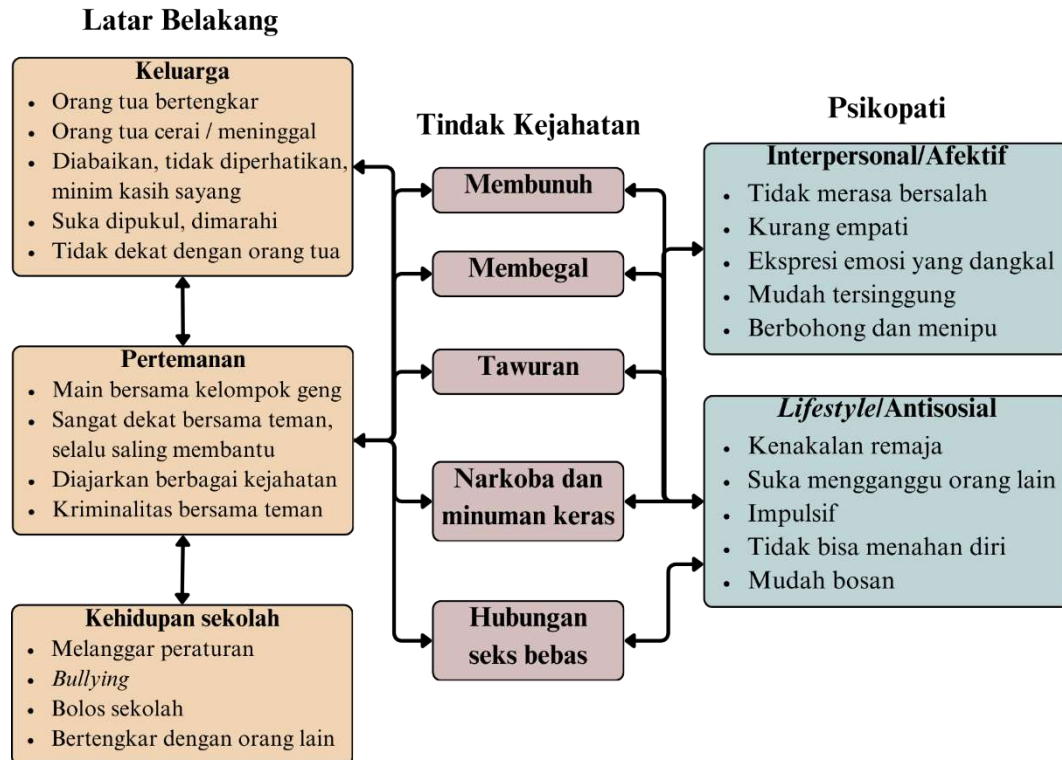 Latar Belakang
Keluarga
• Orang tua bertengkar
• Orang tua cerai / meninggal
• Diabaikan, tidak diperhatikan,
minim kasih sayang
• Suka dipukul, dimarahi
• Tidak dekat dengan orang tua
Pertemanan
• Main bersama kelompok geng
• Sangat dekat bersama teman,
selalu saling membantu
• Diajarkan berbagai kejahatan
• Kriminalitas bersama teman
Kehidupan sekolah
• Melanggar peraturan
• Bullying
• Bolos sekolah
• Bertengkar dengan orang lain
Tindak Kejahatan
Membunuh
Membegal
Tawuran
Narkoba dan
minuman keras
Hubungan
seks bebas
Psikopati
Interpersonal/Afektif
• Tidak merasa bersalah
• Kurang empati
• Ekspresi emosi yang dangkal
• Mudah tersinggung
• Berbohong dan menipu
Lifestyle/Antisosial
• Kenakalan remaja
• Suka mengganggu orang lain
• Impulsif
• Tidak bisa menahan diri
• Mudah bosan